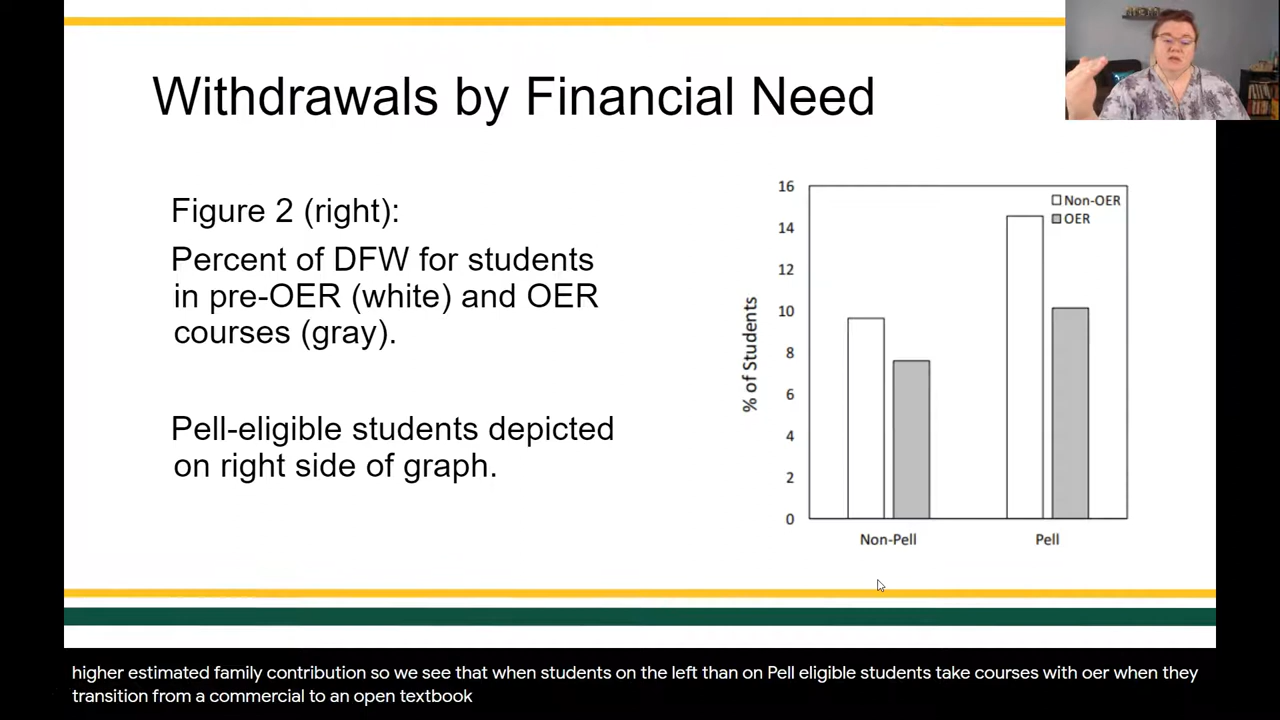 Withdrawals by Financial Need
Figure 2 (right):
Percent of DFW for students
in pre-OER (white) and OER
courses (gray).
Pell-eligible students depicted
on right side of graph.
% of Students
16
14
12
10
8
6
4
2
0
Non-OER
OER
Non-Pell
Pell
higher estimated family contribution so we see that when students on the left than on Pell eligible students take courses with oer when they
transition from a commercial to an open textbook